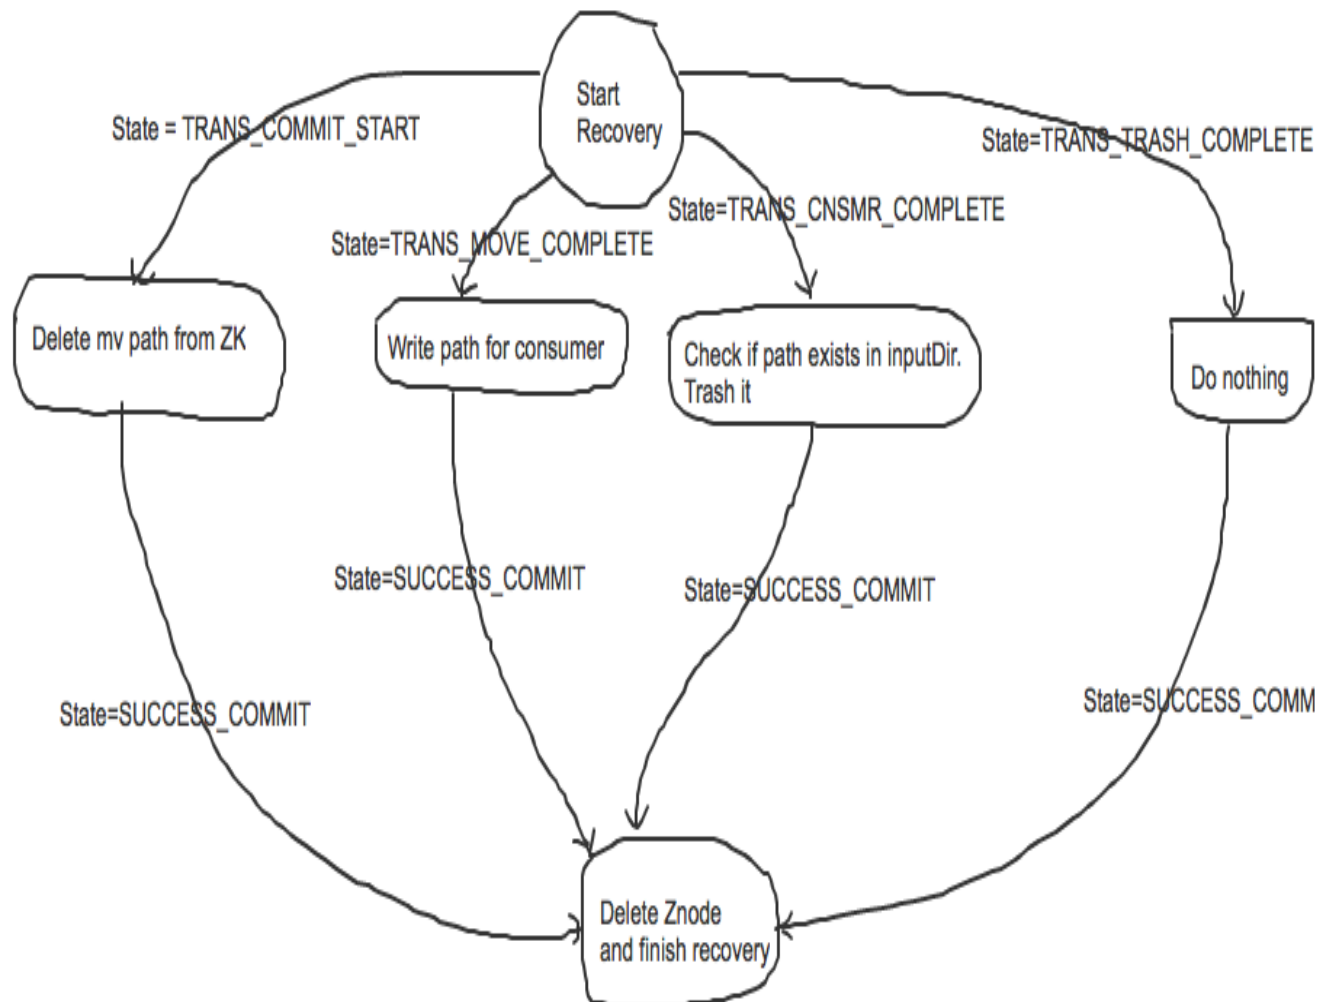 Start
Recovery
State = TRANS_COMMIT_START
State=TRANS_TRASH_COMPLETE
State=TRANS_CNSMR_COMPLETE
State=TRANS_MOVE_COMPLETE
Delete mv path from ZK
Write path for consumer
Check if path exists in inputDir.
Trash it
Do nothing
State=SUCCESS_COMMIT
State=SUCCESS_COMMIT
State=SUCCESS_COMMIT
State=SUCCESS_COMM
Delete Znode
and finish recovery